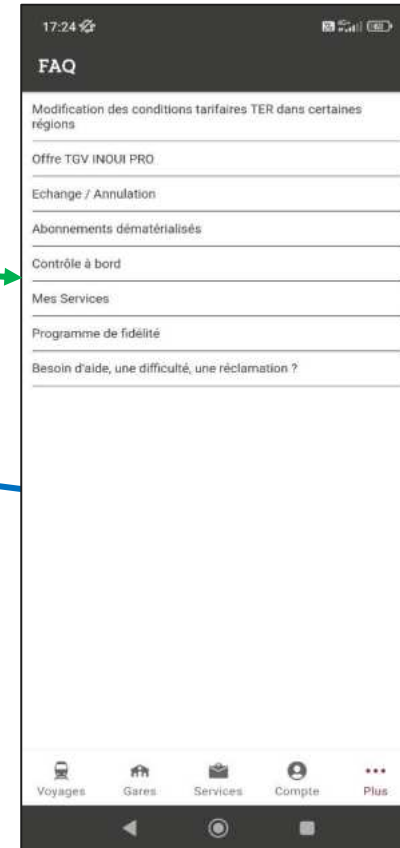 17:24
FAQ
Modification des conditions tarifaires TER dans certaines
régions
Offre TGV INOUI PRO
Echange / Annulation
Abonnements dématérialisés
Contrôle à bord
Mes Services
Programme de fidélité
Besoin d'aide, une difficulté, une réclamation ?
Voyages Gares Services Compte Plus